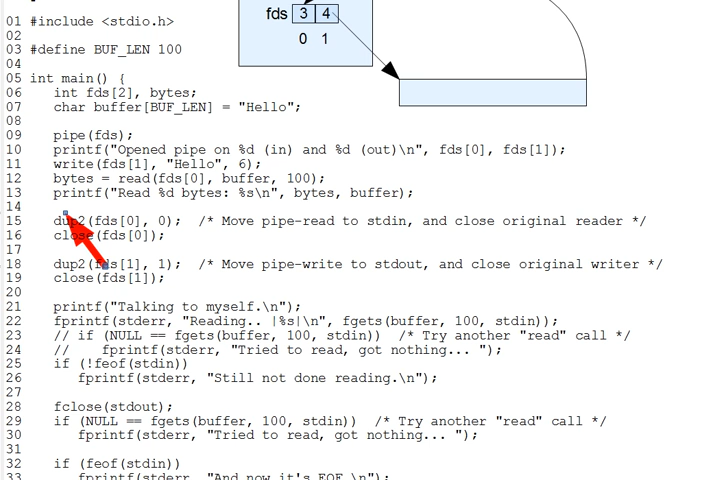 fds 3 4
0 1
01 #include <stdio.h>
02
03 #define BUF_LEN 100
04
05 int main() {
06 int fds[2], bytes;
07 char buffer[BUF_LEN] = "Hello";
08
09 pipe(fds);
10 printf("Opened pipe on %d (in) and %d (out)\n", fds[0], fds[1]);
11 write(fds[1], "Hello", 6);
12 bytes = read(fds[0], buffer, 100);
13 printf("Read %d bytes: %s\n", bytes, buffer);
14
15 dup2(fds[0], 0); /* Move pipe-read to stdin, and close original reader */
16 close(fds[0]);
17
18 dup2(fds[1], 1); /* Move pipe-write to stdout, and close original writer */
19 close(fds[1]);
20
21 printf("Talking to myself.\n");
22 fprintf(stderr, "Reading.. |%s|\n", fgets(buffer, 100, stdin));
23 // if (NULL == fgets(buffer, 100, stdin)) /* Try another "read" call */
24 // fprintf(stderr, "Tried to read, got nothing... ");
25 if (!feof(stdin))
26 fprintf(stderr, "Still not done reading.\n");
27
28 fclose(stdout);
29 if (NULL == fgets(buffer, 100, stdin)) /* Try another "read" call */
30 fprintf(stderr, "Tried to read, got nothing... ");
31
32 if (feof(stdin))
33 fprintf(stderr, "And now it's EOF.\n");